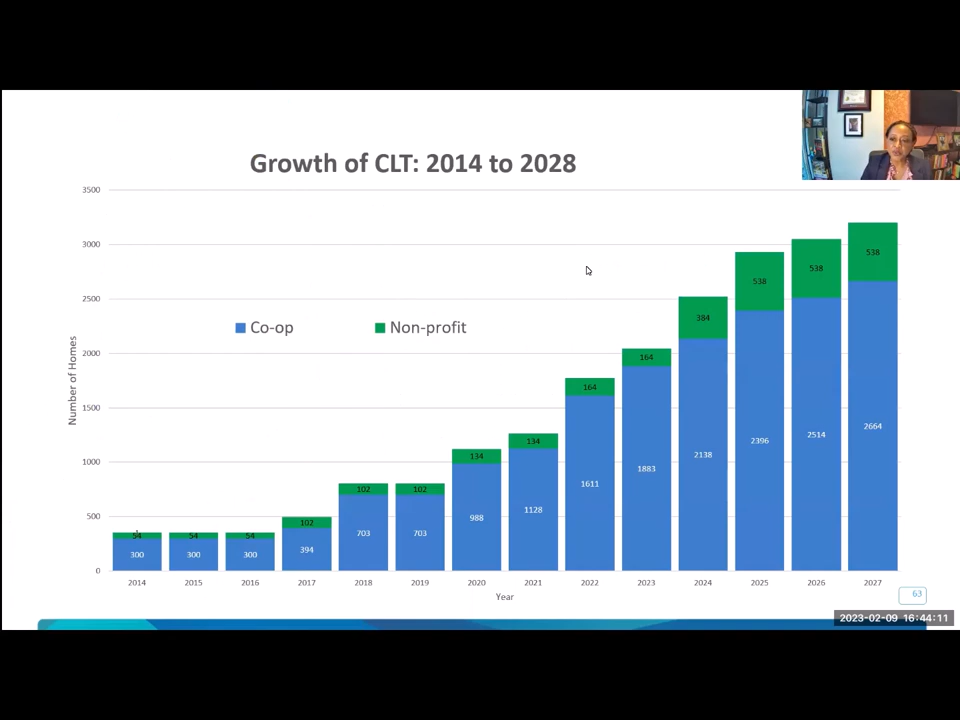 Growth of CLT: 2014 to 2028
3500
3000
2500
2000
1500
1000
500
0
Number of Homes
Co-op Non-profit
54 54 54 102 102 102 134 134 164 164 384 538 538 538
300 300 300 394 703 703 988 1128 1611 1883 2138 2396 2514 2664
2014 2015 2016 2017 2018 2019 2020 2021 2022 2023 2024 2025 2026 2027
Year
63
2023-02-09 16:44:11